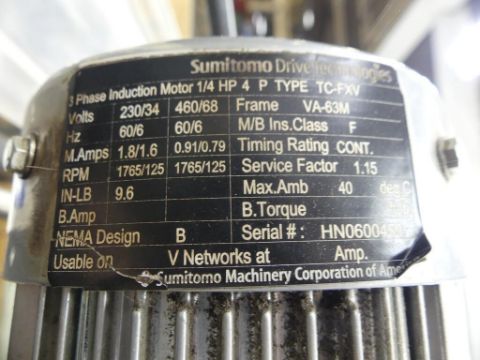 Sumitomo Drive Technologies
3 Phase Induction Motor 1/4 HP 4 P TYPE TC-FXV
Volts 230/34 460/68 Frame VA-63M
Hz 60/6 60/6 M/B Ins.Class F
M.Amps 1.8/1.6 0.91/0.79 Timing Rating CONT.
RPM 1765/125 1765/125 Service Factor 1.15
IN-LB 9.6 Max.Amb 40 deg C
B.Amp B.Torque
NEMA Design B Serial # :
Usable on V Networks at Amp.
Sumitomo Machinery Corporation of